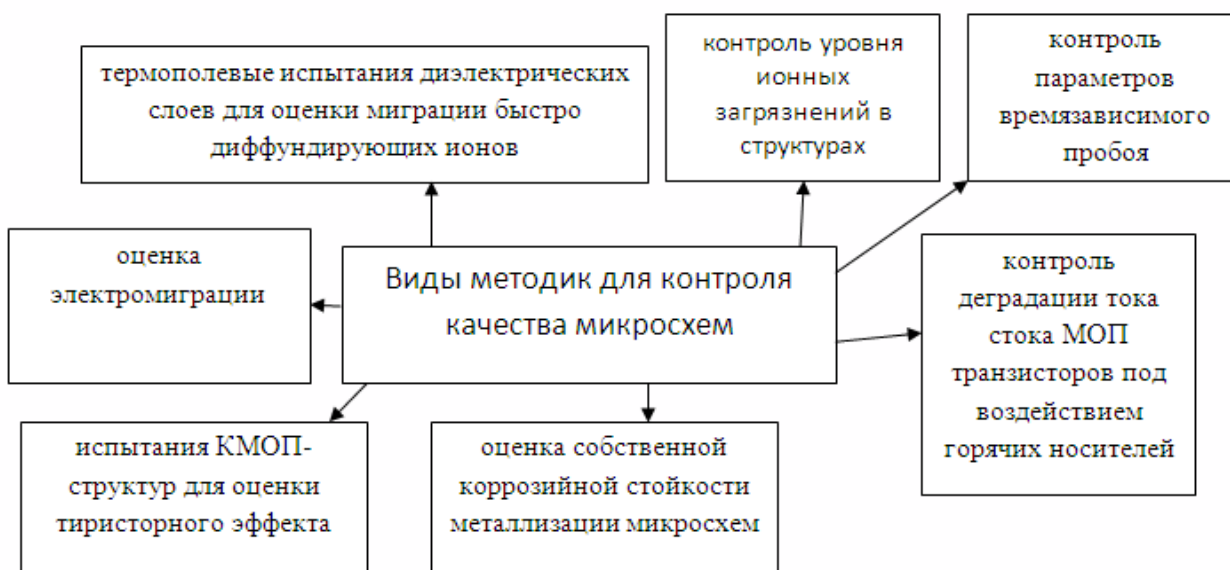 термополевые испытания диэлектрических
слоев для оценки миграции быстро
диффундирующих ионов
контроль уровня
ионных
загрязнений в
структурах
контроль
параметров
времязависимого
пробоя
оценка
электромиграции
Виды методик для контроля
качества микросхем
контроль
деградации тока
стока МОП
транзисторов под
воздействием
горячих носителей
испытания КМОП-
структур для оценки
тиристорного эффекта
оценка собственной
коррозийной стойкости
металлизации микросхем